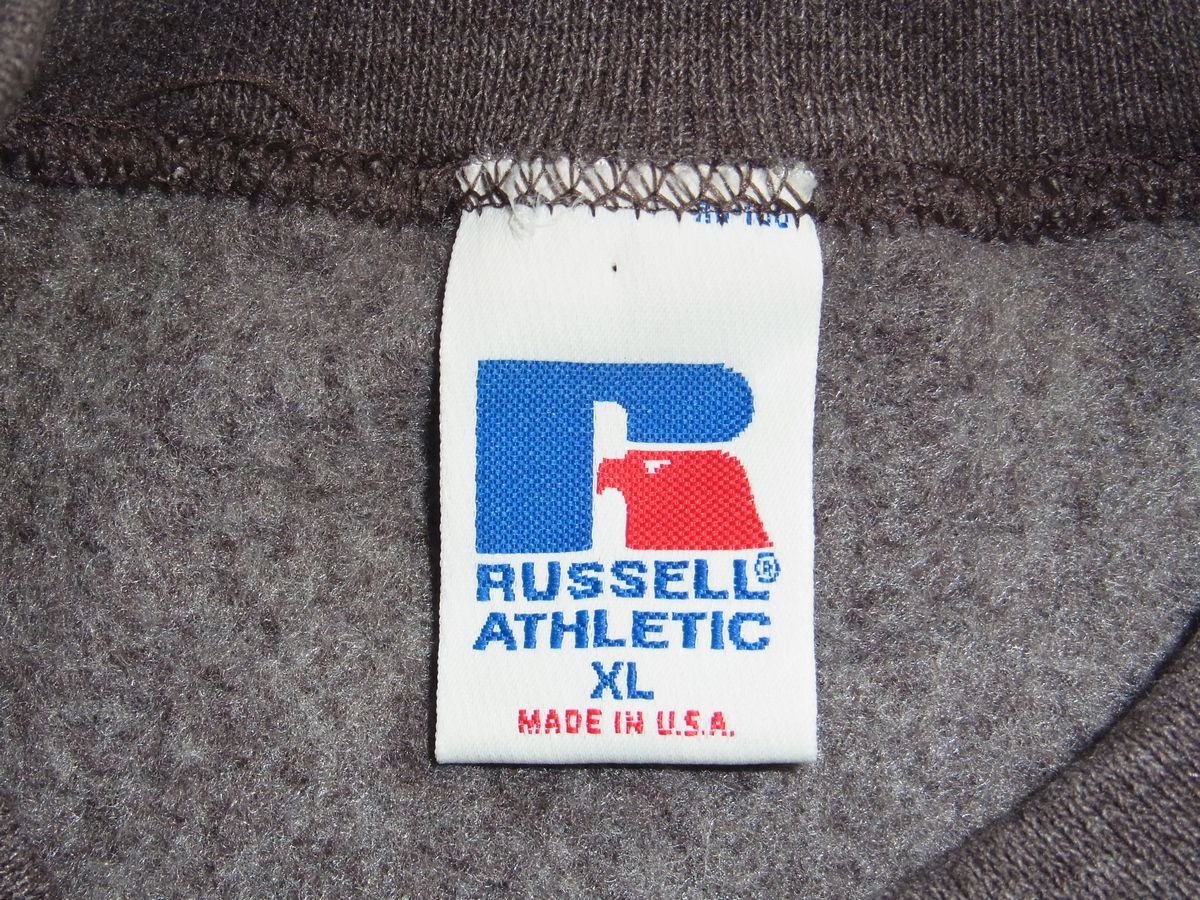 RUSSELL®
ATHLETIC
XL
MADE IN U.S.A.